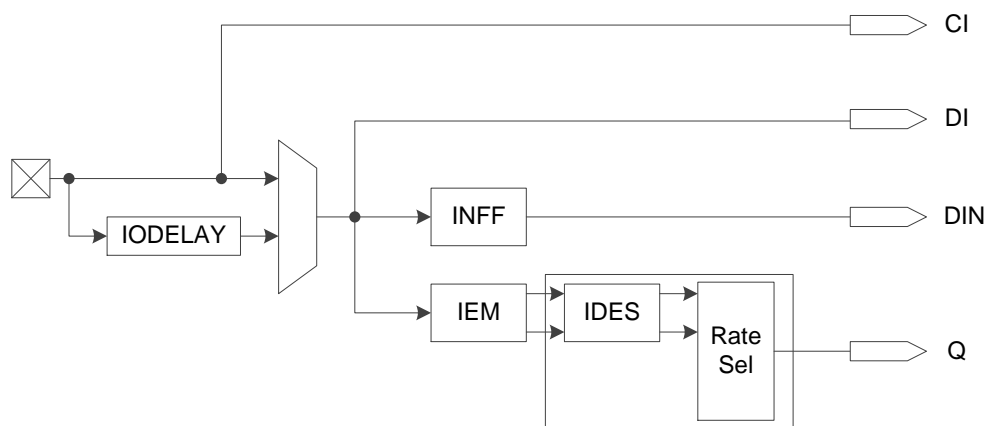 CI
DI
IODELAY
INFF
DIN
IEM
IDES
Rate
Sel
Q